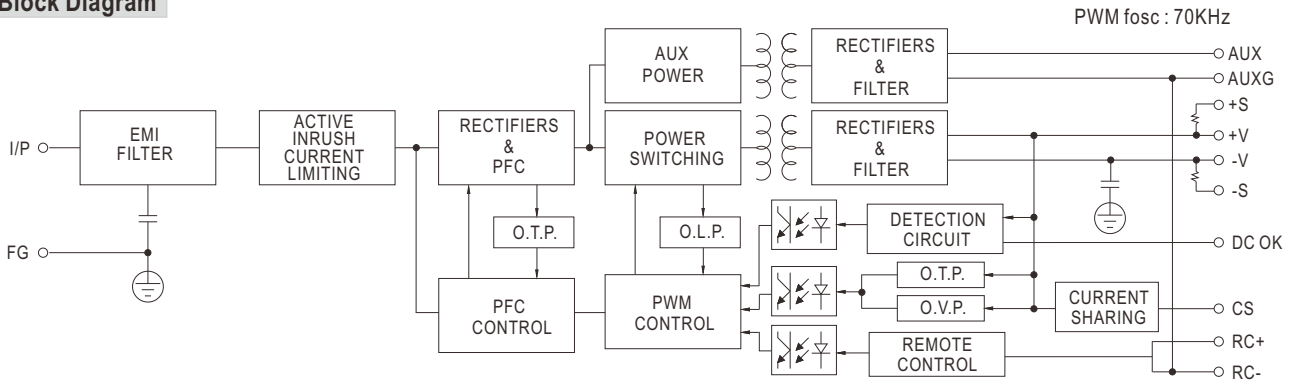 Block Diagram
PWM fosc : 70KHz
AUX
POWER
RECTIFIERS
&
FILTER
AUX
AUXG
+S
I/P
EMI
FILTER
ACTIVE
INRUSH
CURRENT
LIMITING
RECTIFIERS
&
PFC
POWER
SWITCHING
RECTIFIERS
&
FILTER
+V
-V
-S
FG
O.T.P.
O.L.P.
DETECTION
CIRCUIT
DC OK
PFC
CONTROL
PWM
CONTROL
O.T.P.
O.V.P.
CURRENT
SHARING
CS
REMOTE
CONTROL
RC+
RC-